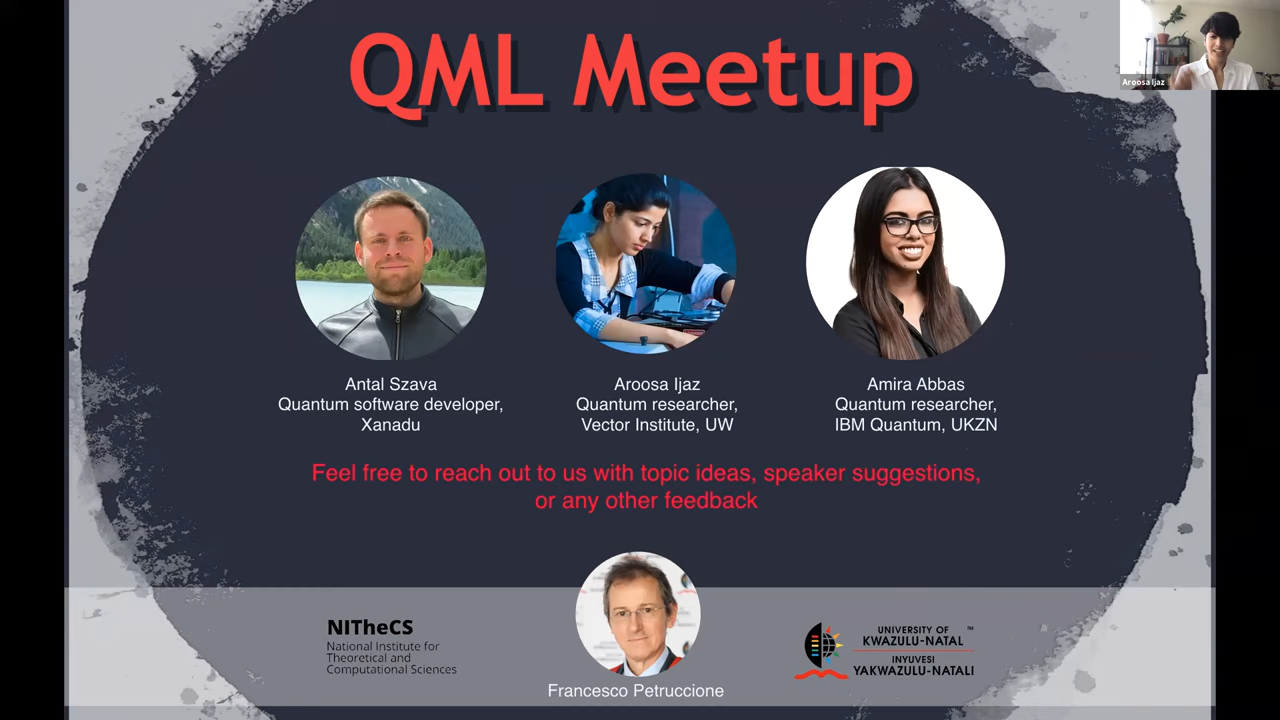 QML Meetup
Aroosa Ijaz
Antal Szava
Quantum software developer,
Xanadu
Aroosa Ijaz
Quantum researcher,
Vector Institute, UW
Amira Abbas
Quantum researcher,
IBM Quantum, UKZN
Feel free to reach out to us with topic ideas, speaker suggestions,
or any other feedback
NITheCS
National Institute for
Theoretical and
Computational Sciences
Francesco Petruccione
UNIVERSITY OF ™
KWAZULU-NATAL
INYUVESI
YAKWAZULU-NATALI